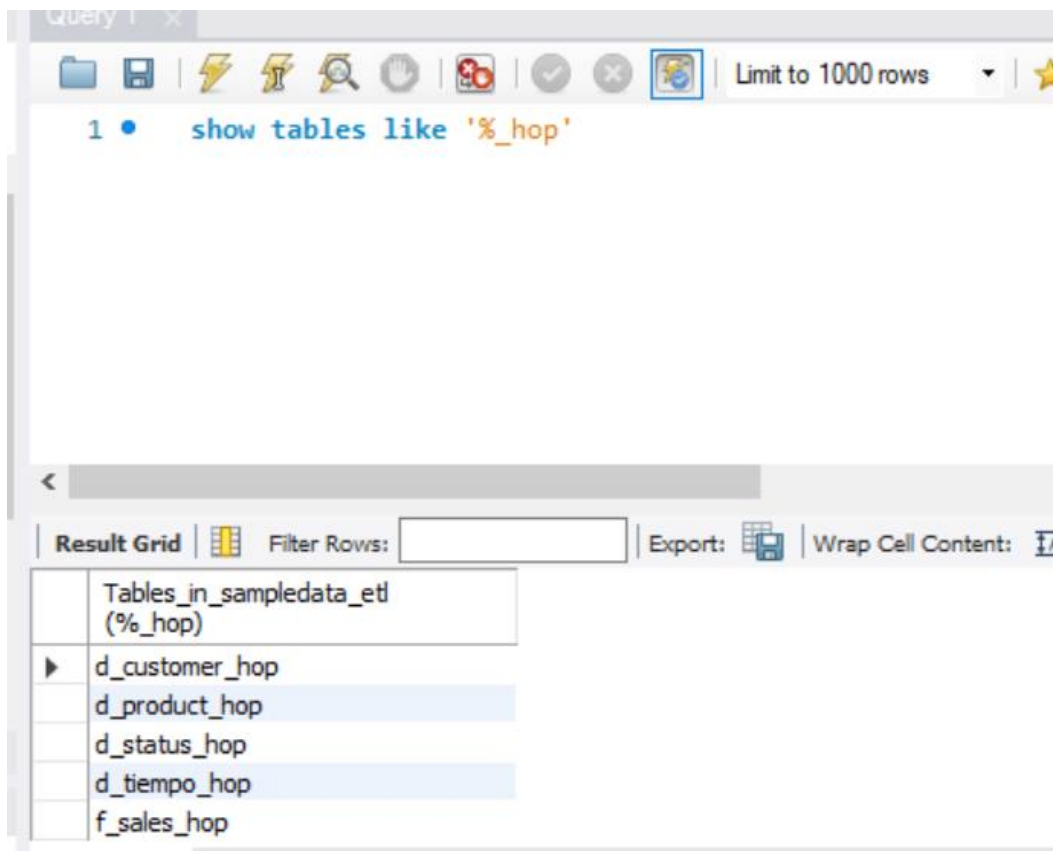 Query 1
Limit to 1000 rows
1 show tables like '%_hop'
Result Grid Filter Rows: Export: Wrap Cell Content:
Tables_in_sampledata_etl
(%_hop)
d_customer_hop
d_product_hop
d_status_hop
d_tiempo_hop
f_sales_hop